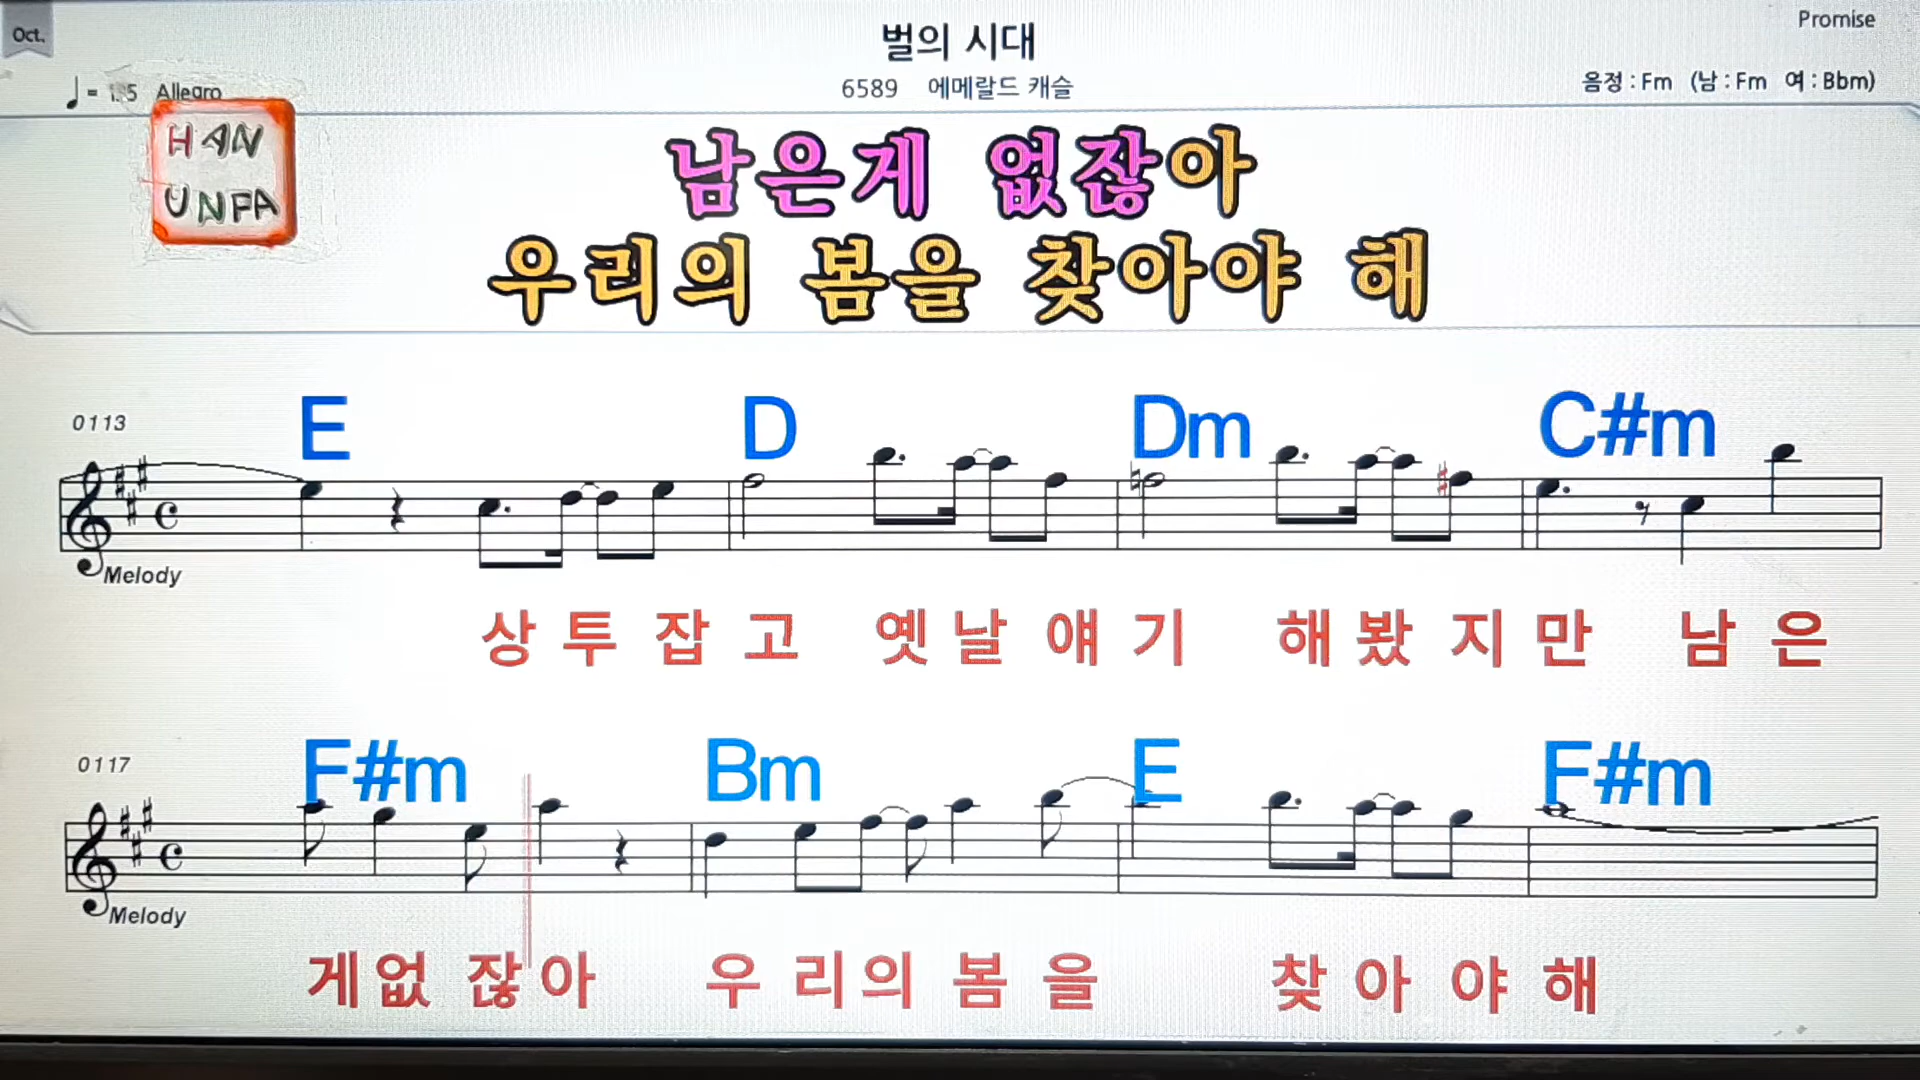 Oct.
벌의 시대
Promise
6589 에메랄드 캐슬
음정 : Fm (남 : Fm 여 : Bbm)
Allegro
HAN
UNFA
남은게 없잖아
우리의 봄을 찾아야 해
0113
E D Dm C#m
Melody
상 투 잡 고 옛 날 얘 기 해 봤 지 만 남 은
0117
F#m Bm E F#m
Melody
게 없 잖 아 우 리 의 봄 을 찾 아 야 해